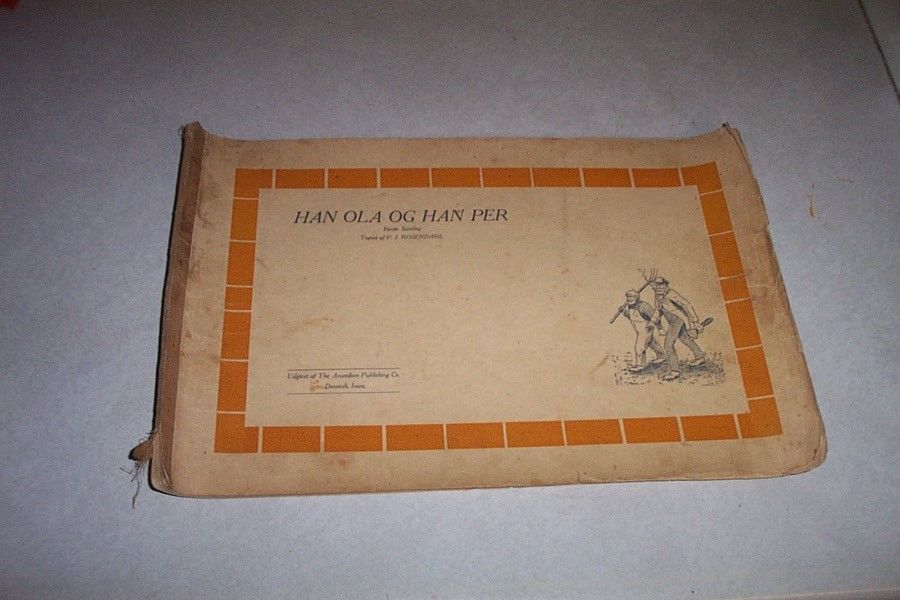 HAN OLA OG HAN PER
Første Samling
Tegnet af P. J. ROSENDAHL
Udgivet af The Anundsen Publishing Co.
Decorah, Iowa.